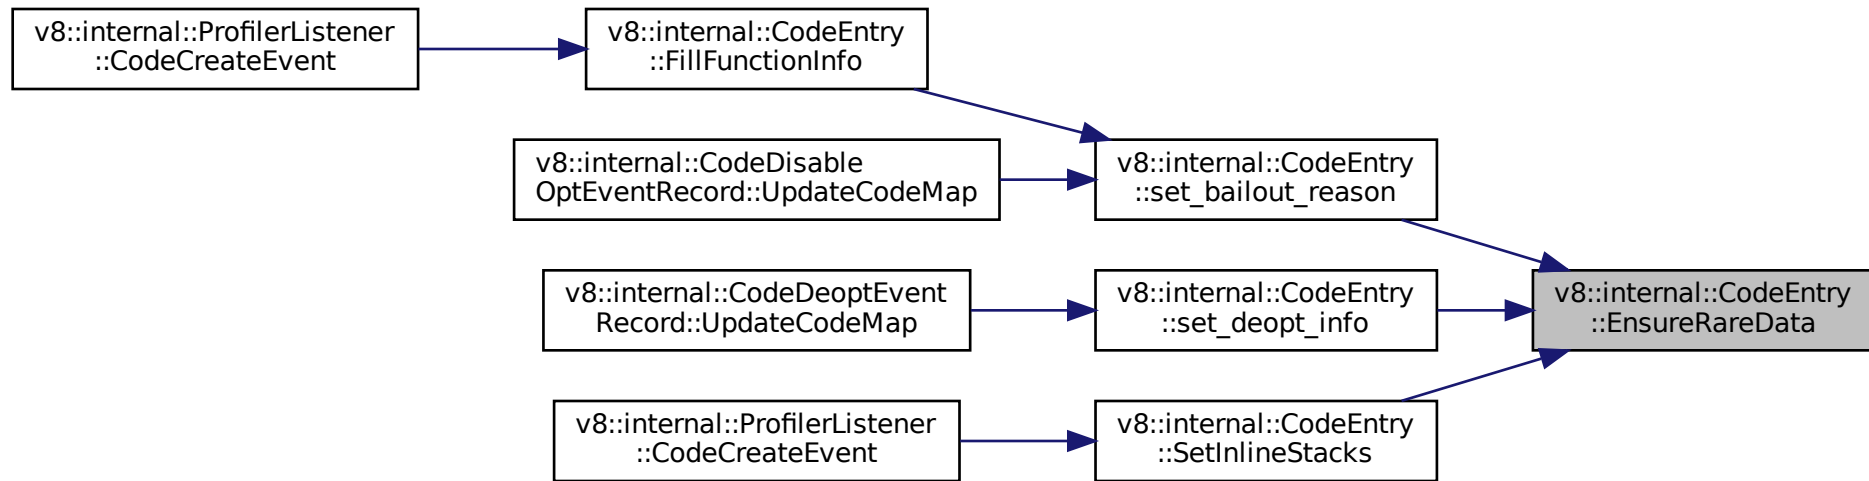 v8::internal::ProfilerListener
::CodeCreateEvent
v8::internal::CodeEntry
::FillFunctionInfo
v8::internal::CodeDisable
OptEventRecord::UpdateCodeMap
v8::internal::CodeEntry
::set_bailout_reason
v8::internal::CodeDeoptEvent
Record::UpdateCodeMap
v8::internal::CodeEntry
::set_deopt_info
v8::internal::CodeEntry
::EnsureRareData
v8::internal::ProfilerListener
::CodeCreateEvent
v8::internal::CodeEntry
::SetInlineStacks